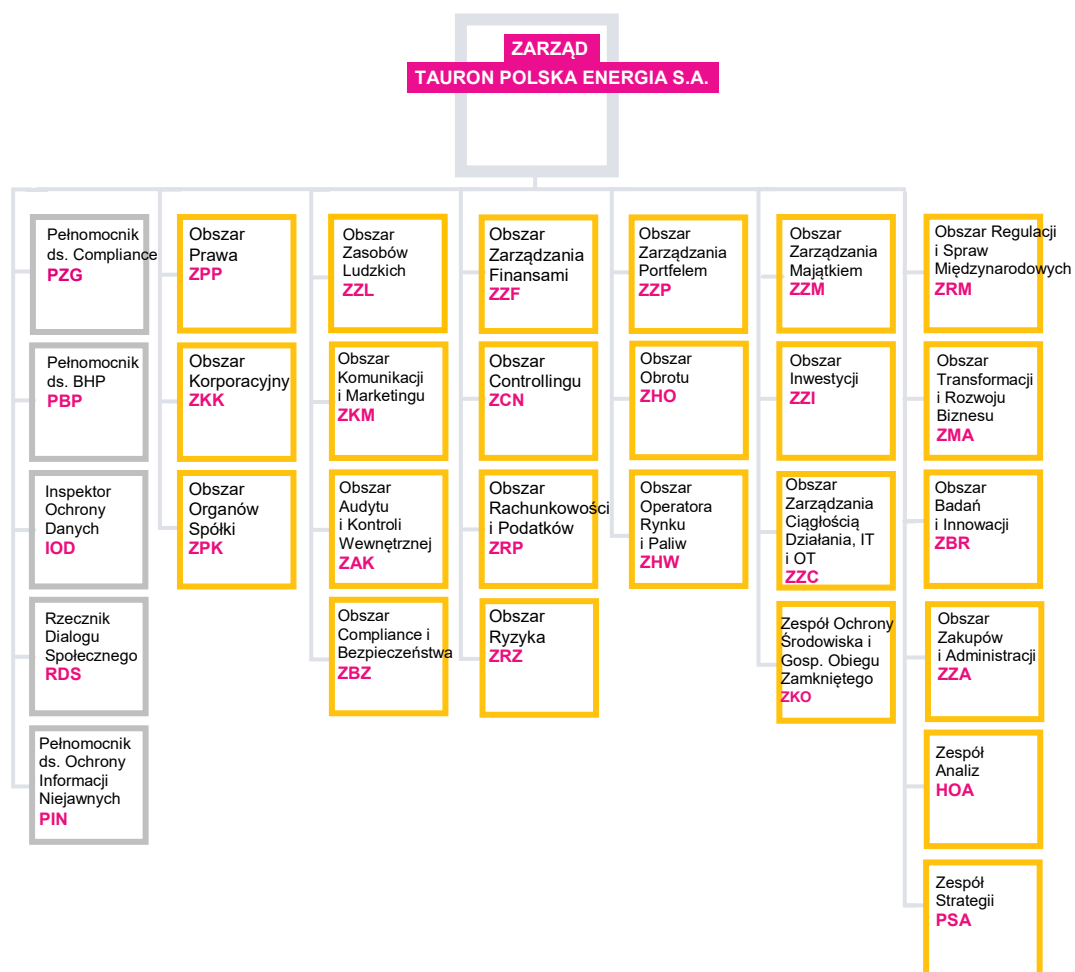 ZARZĄD
TAURON POLSKA ENERGIA S.A.
Pełnomocnik
ds. Compliance
PZG
Pełnomocnik
ds. BHP
PBP
Inspektor
Ochrony
Danych
IOD
Rzecznik
Dialogu
Społecznego
RDS
Pełnomocnik
ds. Ochrony
Informacji
Niejawnych
PIN
Obszar
Prawa
ZPP
Obszar
Korporacyjny
ZKK
Obszar
Organów
Spółki
ZPK
Obszar
Zasobów
Ludzkich
ZZL
Obszar
Komunikacji
i Marketingu
ZKM
Obszar
Audytu
i Kontroli
Wewnętrznej
ZAK
Obszar
Compliance i
Bezpieczeństwa
ZBZ
Obszar
Zarządzania
Finansami
ZZF
Obszar
Controllingu
ZCN
Obszar
Rachunkowości
i Podatków
ZRP
Obszar
Ryzyka
ZRZ
Obszar
Zarządzania
Portfelem
ZZP
Obszar
Obrotu
ZHO
Obszar
Operatora
Rynku
i Paliw
ZHW
Obszar
Zarządzania
Majątkiem
ZZM
Obszar
Inwestycji
ZZI
Obszar
Zarządzania
Ciągłością
Działania, IT
i OT
ZZC
Zespół Ochrony
Środowiska i
Gosp. Obiegu
Zamkniętego
ZKO
Obszar Regulacji
i Spraw
Międzynarodowych
ZRM
Obszar
Transformacji
i Rozwoju
Biznesu
ZMA
Obszar
Badań
i Innowacji
ZBR
Obszar
Zakupów
i Administracji
ZZA
Zespół
Analiz
HOA
Zespół
Strategii
PSA